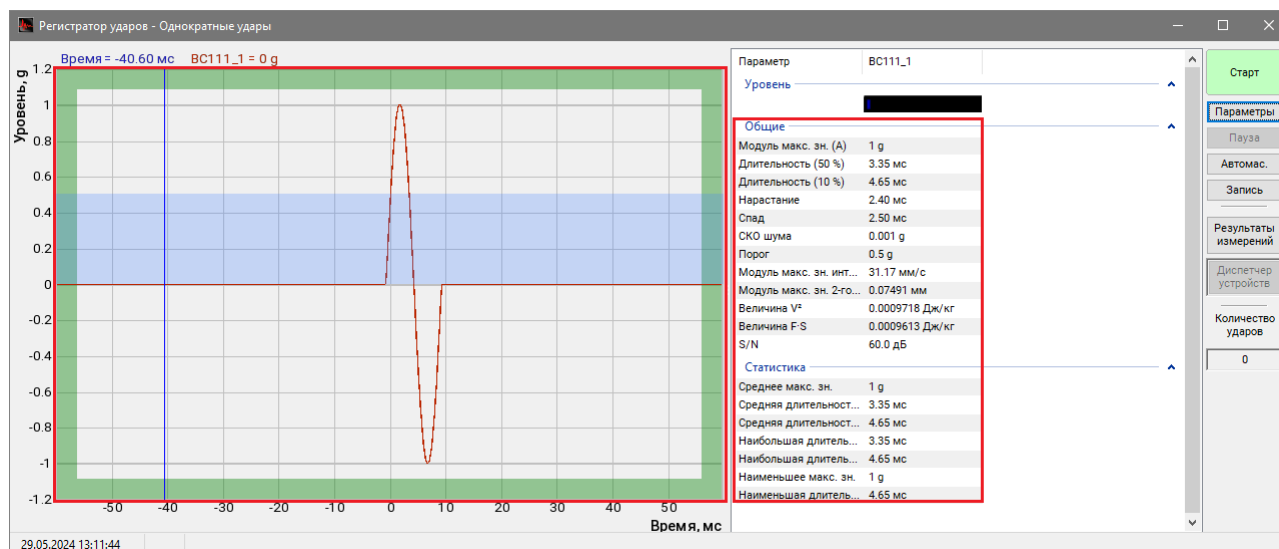 Регистратор ударов - Однократные удары
Время = -40.60 мс BC111_1 = 0 g
Уровень, g
1.2
1
0.8
0.6
0.4
0.2
0
-0.2
-0.4
-0.6
-0.8
-1
-1.2
-50 -40 -30 -20 -10 0 10 20 30 40 50
Время, мс
Параметр BC111_1
Уровень
Общие
Модуль макс. зн. (А) 1 g
Длительность (50 %) 3.35 мс
Длительность (10 %) 4.65 мс
Нарастание 2.40 мс
Спад 2.50 мс
СКО шума 0.001 g
Порог 0.5 g
Модуль макс. зн. инт... 31.17 мм/с
Модуль макс. зн. 2-го... 0.07491 мм
Величина V² 0.0009718 Дж/кг
Величина F·S 0.0009613 Дж/кг
S/N 60.0 дБ
Статистика
Среднее макс. зн. 1 g
Средняя длительност... 3.35 мс
Средняя длительност... 4.65 мс
Наибольшая длитель... 3.35 мс
Наибольшая длитель... 4.65 мс
Наименьшее макс. зн. 1 g
Наименьшая длитель... 4.65 мс
Старт
Параметры
Пауза
Автомас.
Запись
Результаты
измерений
Диспетчер
устройств
Количество
ударов
0
29.05.2024 13:11:44